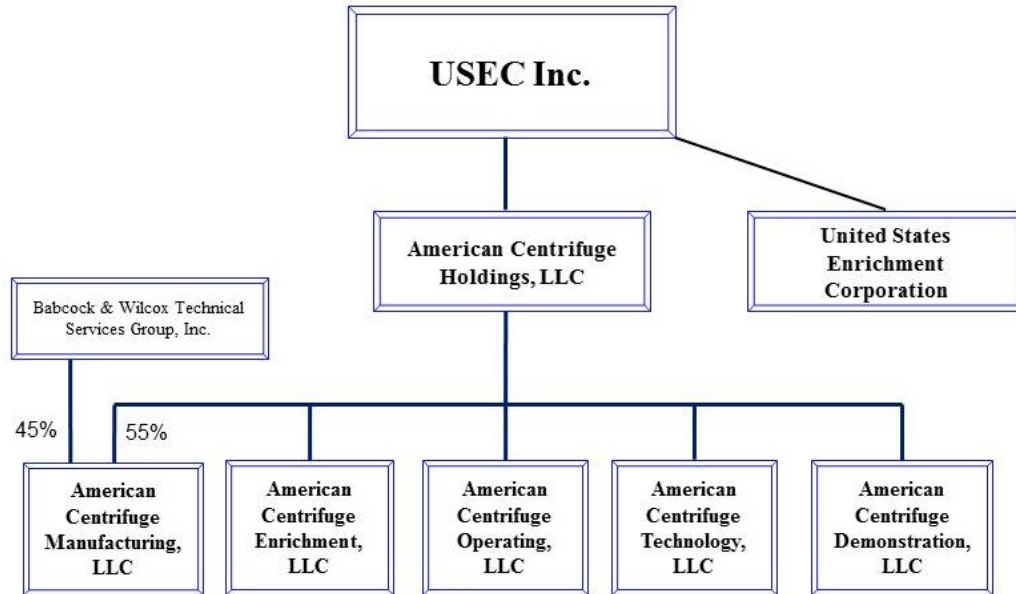 USEC Inc.
American Centrifuge
Holdings, LLC
United States
Enrichment
Corporation
Babcock & Wilcox Technical
Services Group, Inc.
45%
55%
American
Centrifuge
Manufacturing,
LLC
American
Centrifuge
Enrichment,
LLC
American
Centrifuge
Operating,
LLC
American
Centrifuge
Technology,
LLC
American
Centrifuge
Demonstration,
LLC